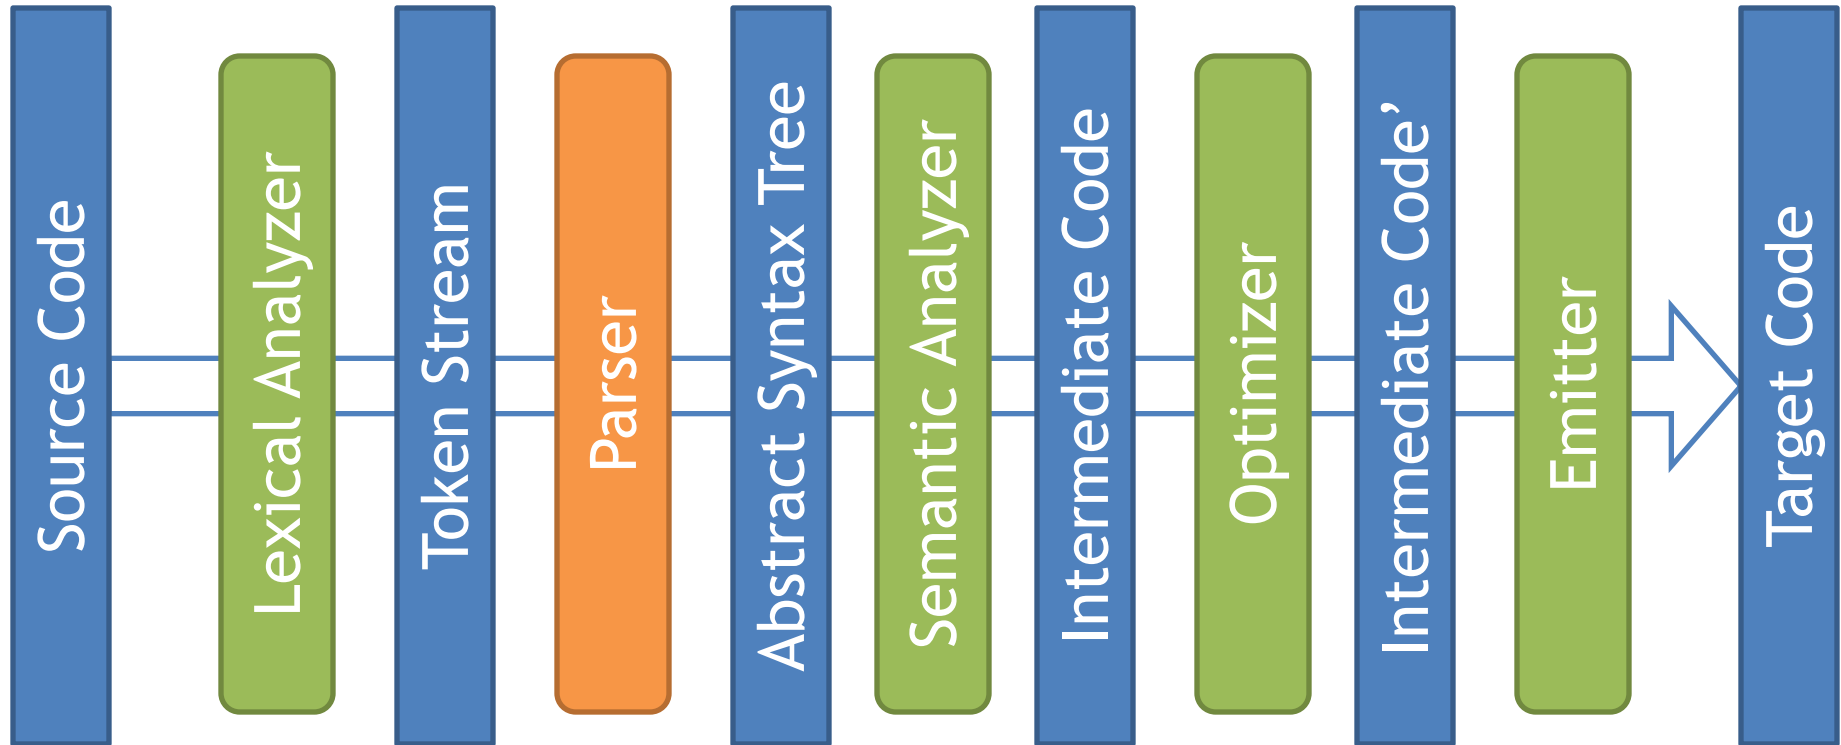 Source Code
Lexical Analyzer
Token Stream
Parser
Abstract Syntax Tree
Semantic Analyzer
Intermediate Code
Optimizer
Intermediate Code’
Emitter
Target Code